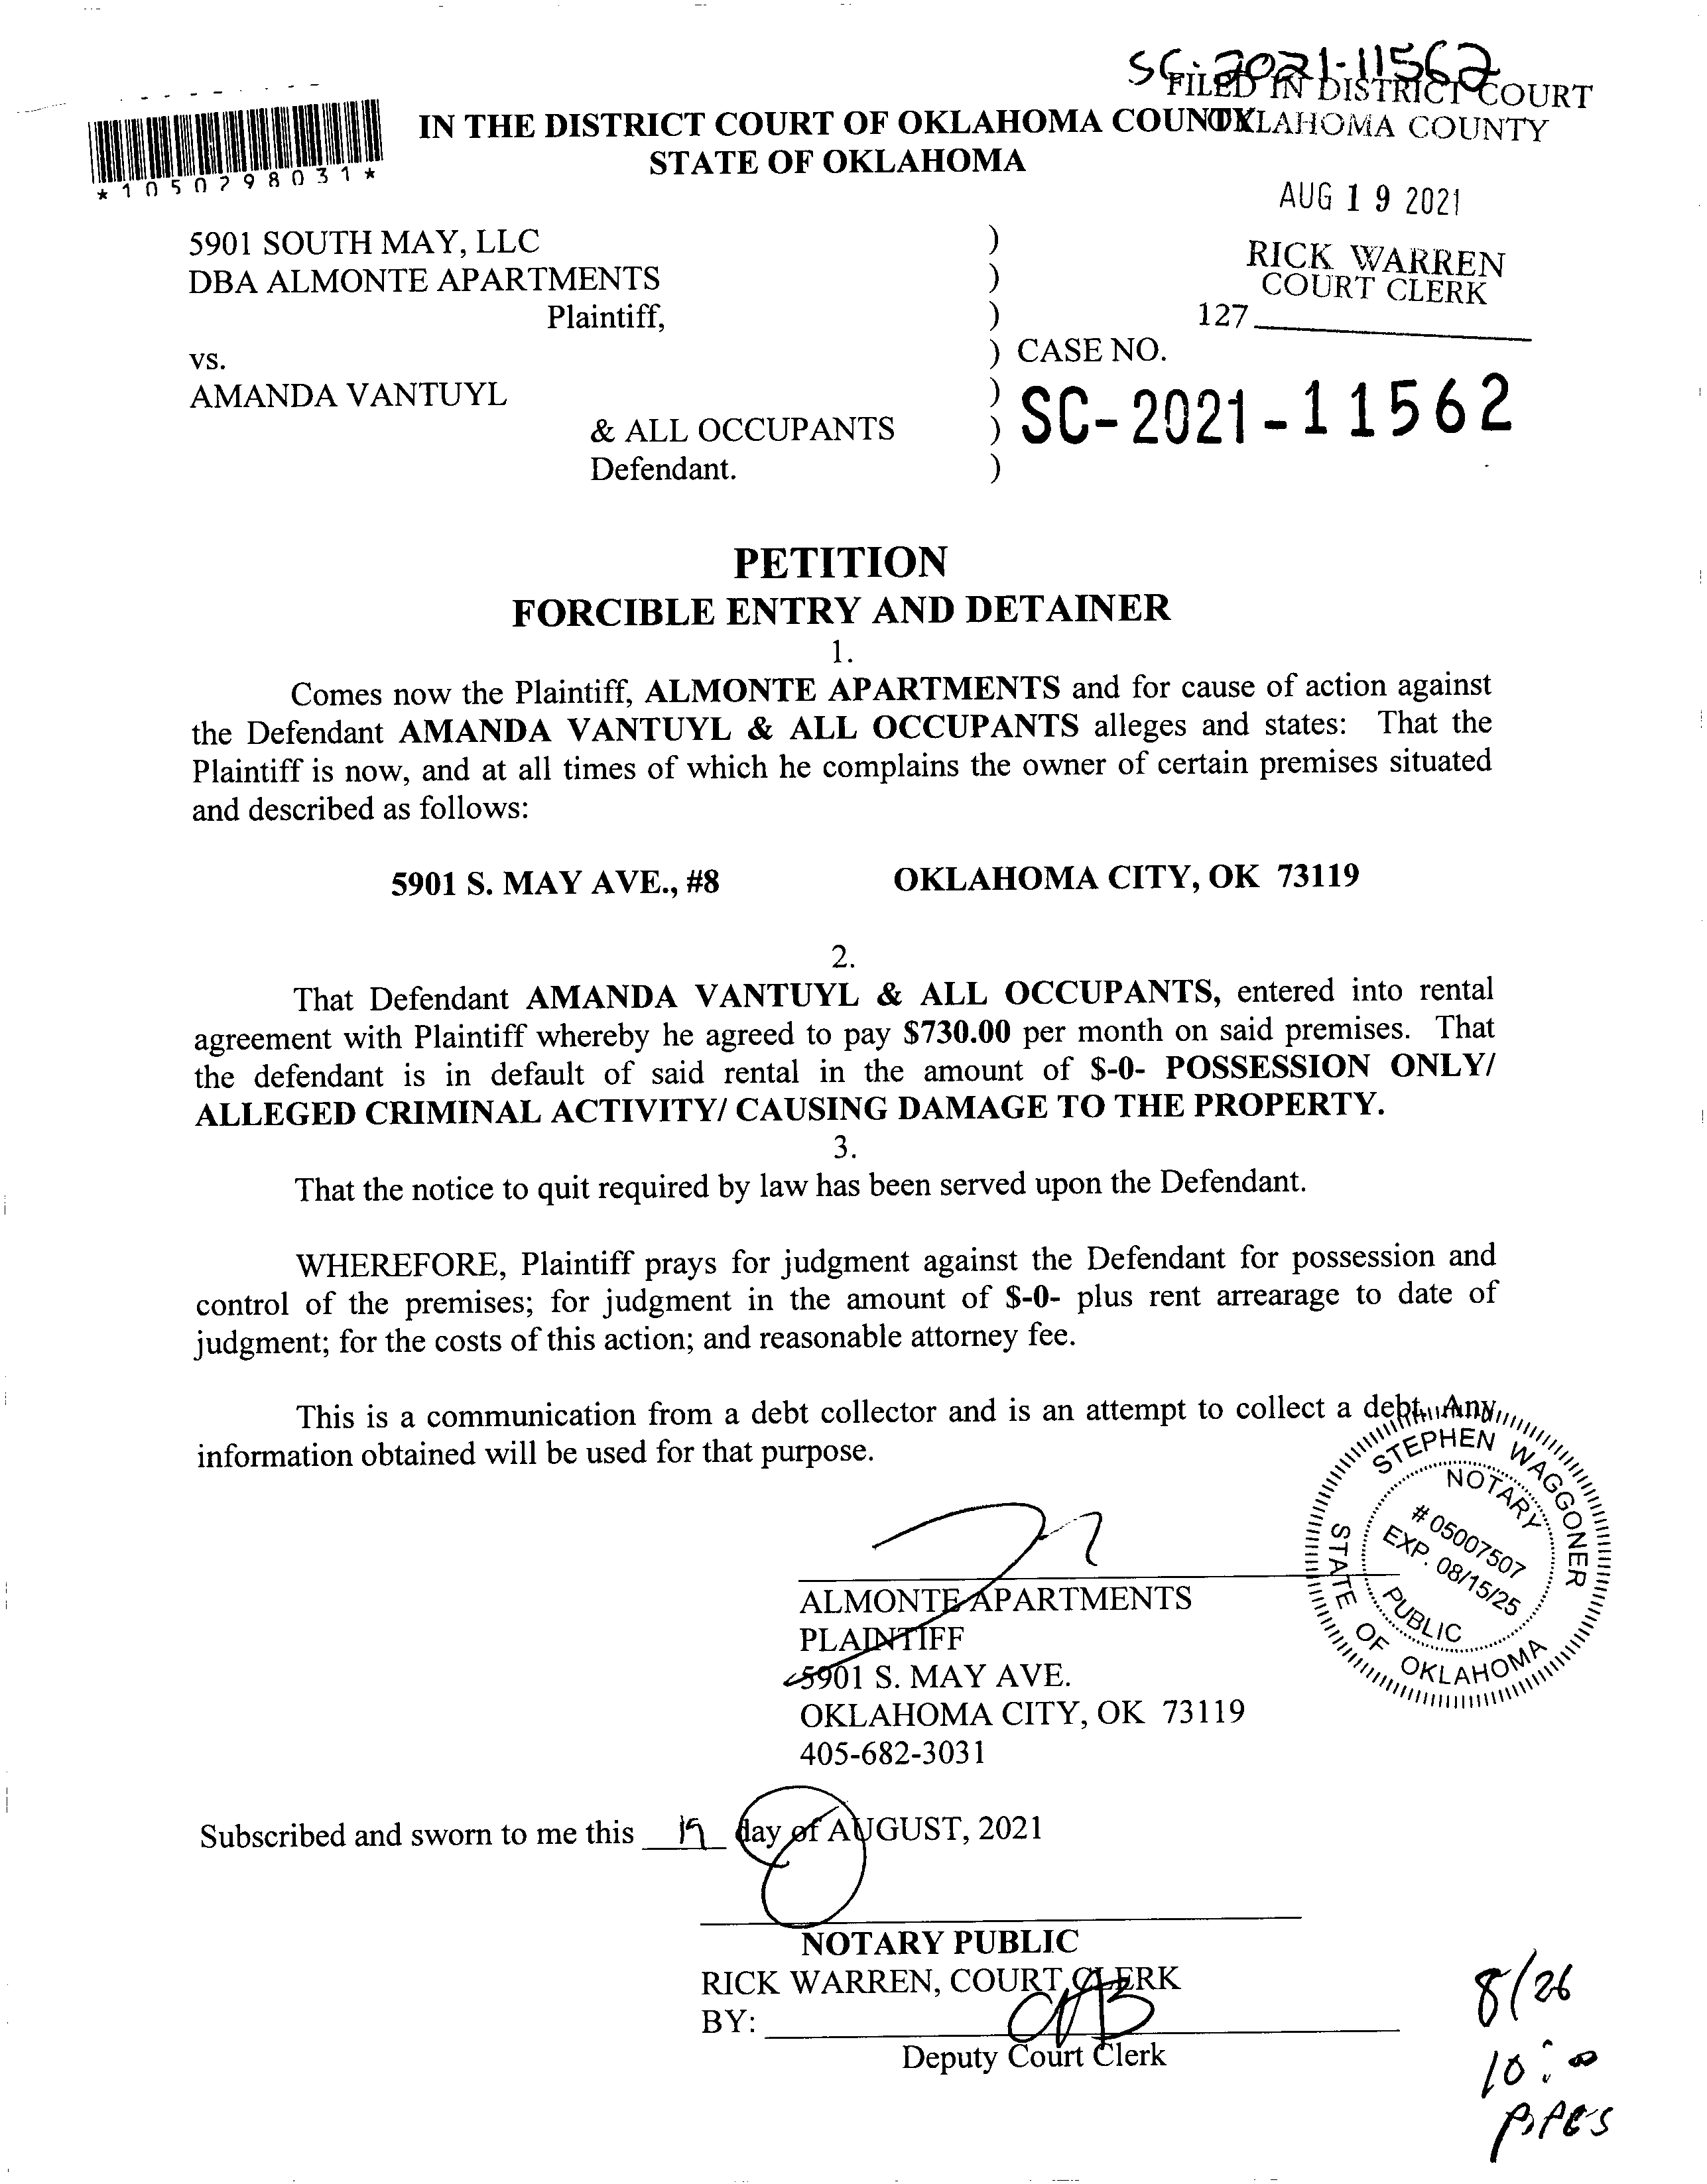 SC-2021-11562
FILED IN DISTRICT COURT
OKLAHOMA COUNTY
IN THE DISTRICT COURT OF OKLAHOMA COUNTY
STATE OF OKLAHOMA
*1050798031*
AUG 19 2021
RICK WARREN
COURT CLERK
127
5901 SOUTH MAY, LLC )
DBA ALMONTE APARTMENTS )
Plaintiff, )
vs. ) CASE NO.
AMANDA VANTUYL )
& ALL OCCUPANTS ) SC-2021-11562
Defendant. )
PETITION
FORCIBLE ENTRY AND DETAINER
1.
Comes now the Plaintiff, ALMONTE APARTMENTS and for cause of action against
the Defendant AMANDA VANTUYL & ALL OCCUPANTS alleges and states: That the
Plaintiff is now, and at all times of which he complains the owner of certain premises situated
and described as follows:
5901 S. MAY AVE., #8 OKLAHOMA CITY, OK 73119
2.
That Defendant AMANDA VANTUYL & ALL OCCUPANTS, entered into rental
agreement with Plaintiff whereby he agreed to pay $730.00 per month on said premises. That
the defendant is in default of said rental in the amount of $-0- POSSESSION ONLY/
ALLEGED CRIMINAL ACTIVITY/ CAUSING DAMAGE TO THE PROPERTY.
3.
That the notice to quit required by law has been served upon the Defendant.
WHEREFORE, Plaintiff prays for judgment against the Defendant for possession and
control of the premises; for judgment in the amount of $-0- plus rent arrearage to date of
judgment; for the costs of this action; and reasonable attorney fee.
This is a communication from a debt collector and is an attempt to collect a debt. Any
information obtained will be used for that purpose.
STEPHEN WAGGONER
NOTARY
# 05007507
EXP. 08/15/25
PUBLIC
STATE OF OKLAHOMA
ALMONTE APARTMENTS
PLAINTIFF
5901 S. MAY AVE.
OKLAHOMA CITY, OK 73119
405-682-3031
Subscribed and sworn to me this 19 day of AUGUST, 2021
NOTARY PUBLIC
RICK WARREN, COURT CLERK
BY:
Deputy Court Clerk
8/26
10:00